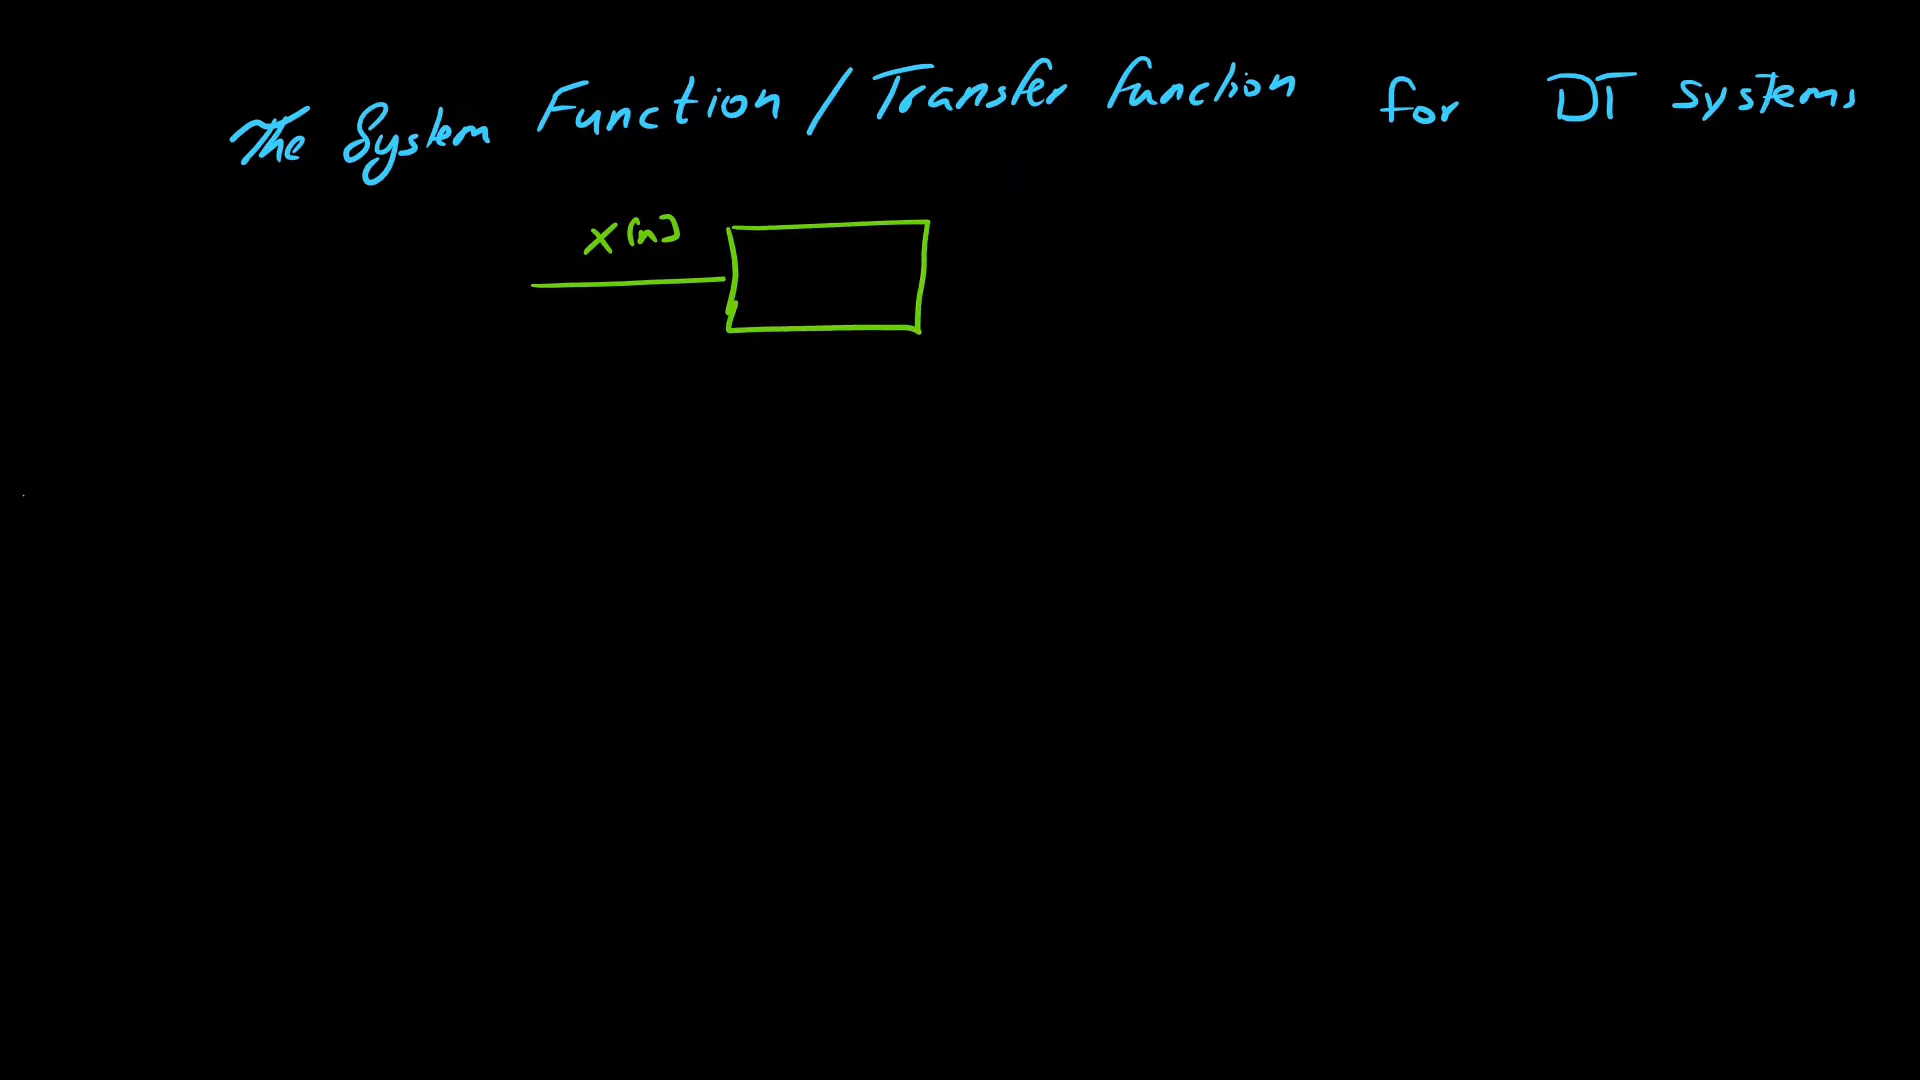 The System Function / Transfer function for DT systems
x[n]